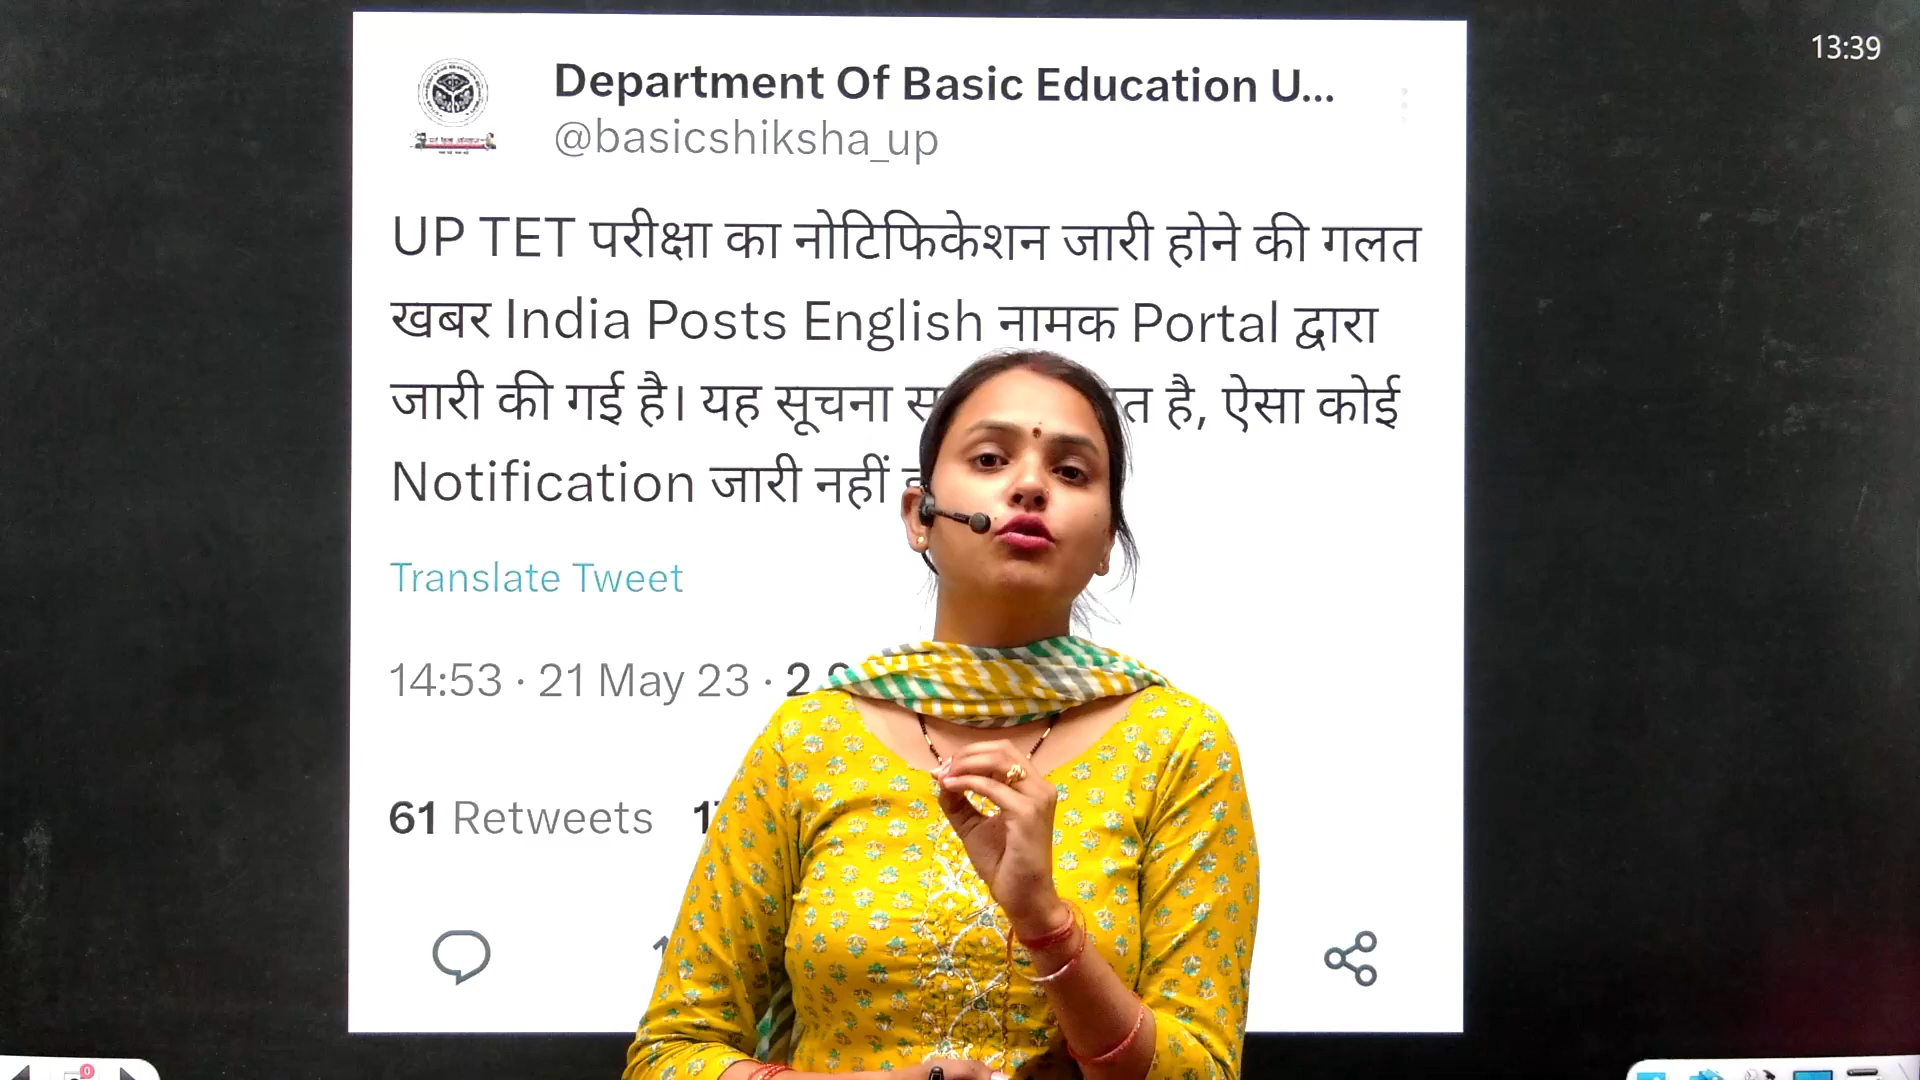 13:39
Department Of Basic Education U...
@basicshiksha_up
UP TET परीक्षा का नोटिफिकेशन जारी होने की गलत
खबर India Posts English नामक Portal द्वारा
जारी की गई है। यह सूचना है, ऐसा कोई
Notification जारी नहीं
Translate Tweet
14:53 · 21 May 23 ·
61 Retweets